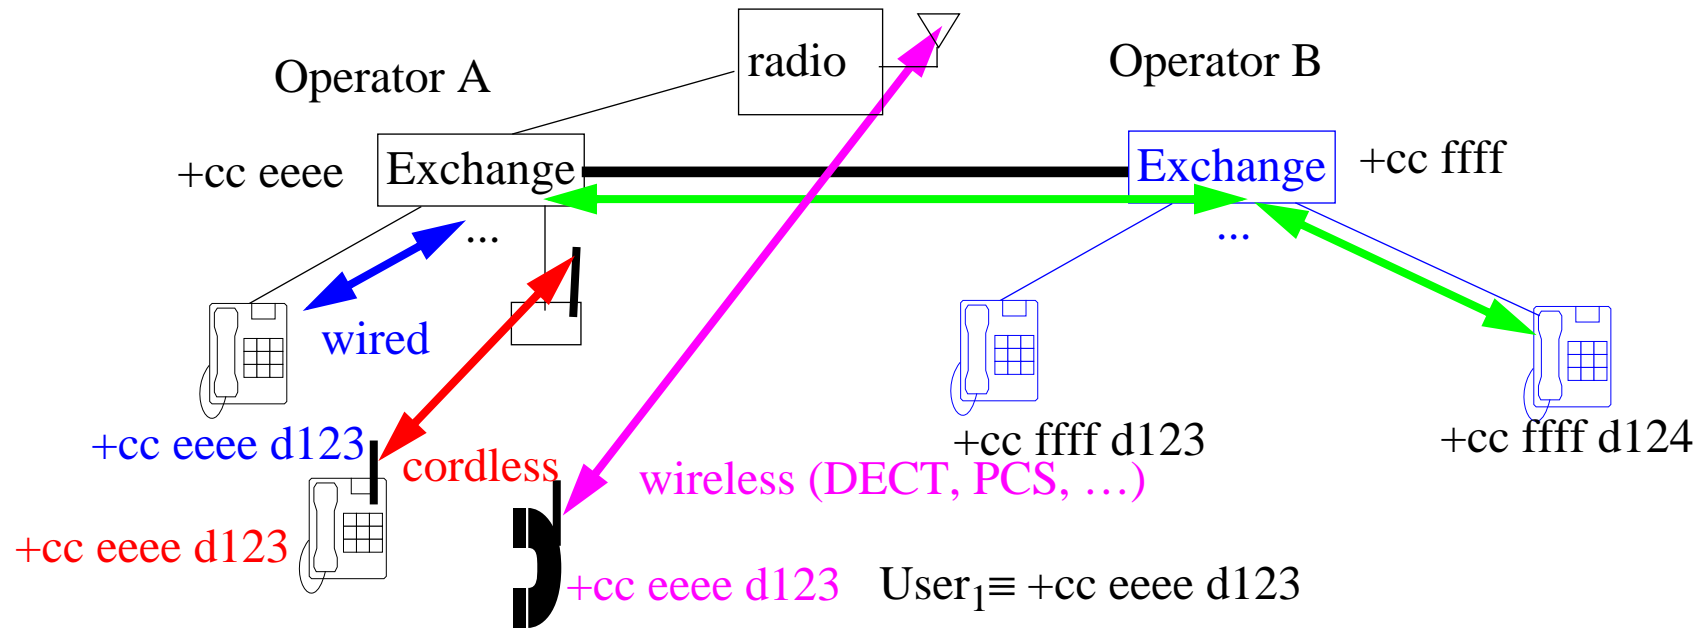 radio
Operator A
Operator B
+cc eeee
Exchange
Exchange
+cc ffff
...
...
wired
+cc eeee d123
cordless
+cc ffff d123
+cc ffff d124
wireless (DECT, PCS, …)
+cc eeee d123
+cc eeee d123
User1≡ +cc eeee d123